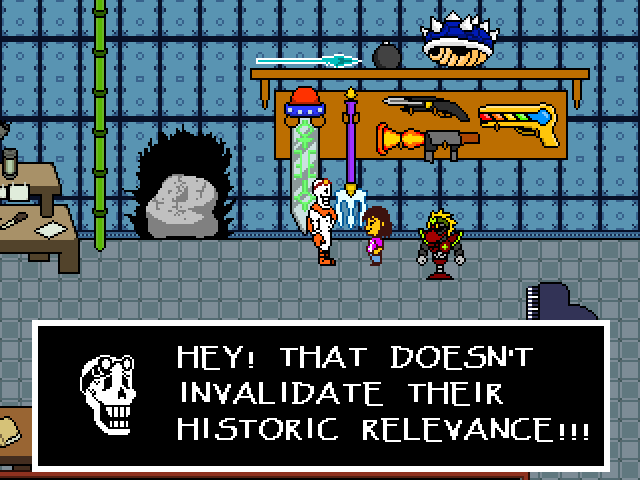 HEY! THAT DOESN'T
INVALIDATE THEIR
HISTORIC RELEVANCE!!!